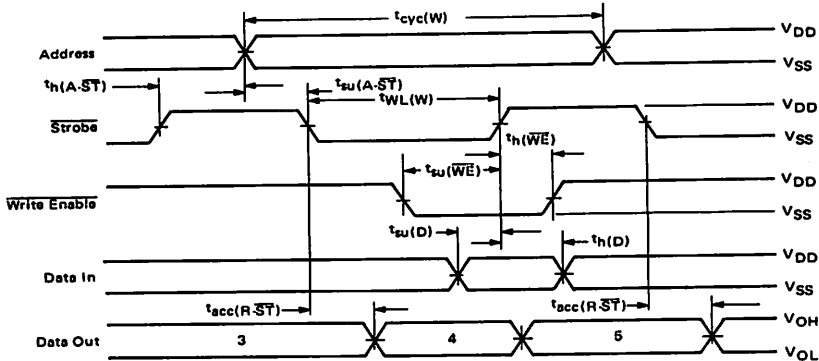 tcyc(W)
Address
VDD
VSS
th(A-ST)
tsu(A-ST)
tWL(W)
Strobe
VDD
VSS
th(WE)
tsu(WE)
Write Enable
VDD
VSS
tsu(D)
th(D)
Data In
VDD
VSS
tacc(R-ST)
tacc(R-ST)
Data Out
3
4
5
VOH
VOL